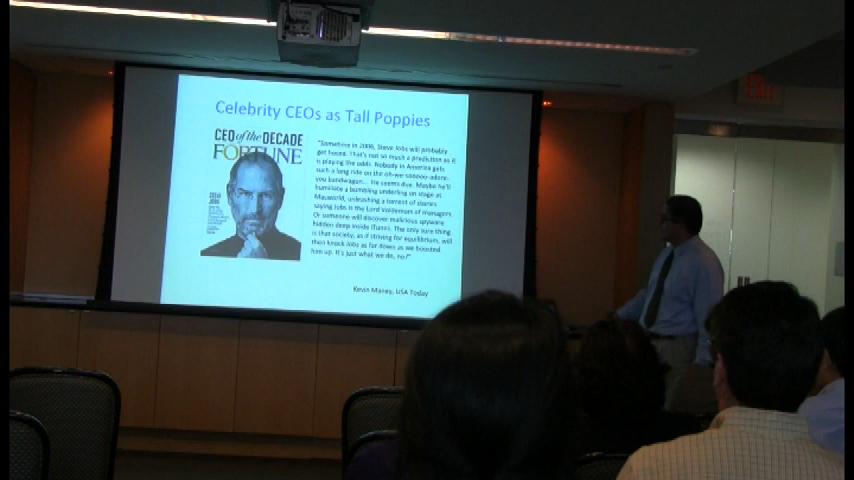 Celebrity CEOs as Tall Poppies
CEO of the DECADE
FORTUNE
STEVE
JOBS
"Sometime in 2006, Steve Jobs will probably
get hosed. That's not so much a prediction as it
is playing the odds. Nobody in America gets
such a long ride on the oh-we-sooooo-adore-
you bandwagon... He seems due. Maybe he'll
humiliate a bumbling underling on stage at
Macworld, unleashing a torrent of stories
saying Jobs is the Lord Voldemort of managers.
Or someone will discover malicious spyware
hidden deep inside iTunes. The only sure thing
is that society, as if striving for equilibrium, will
then knock Jobs as far down as we boosted
him up. It's just what we do, no?"
Kevin Maney, USA Today
EXIT